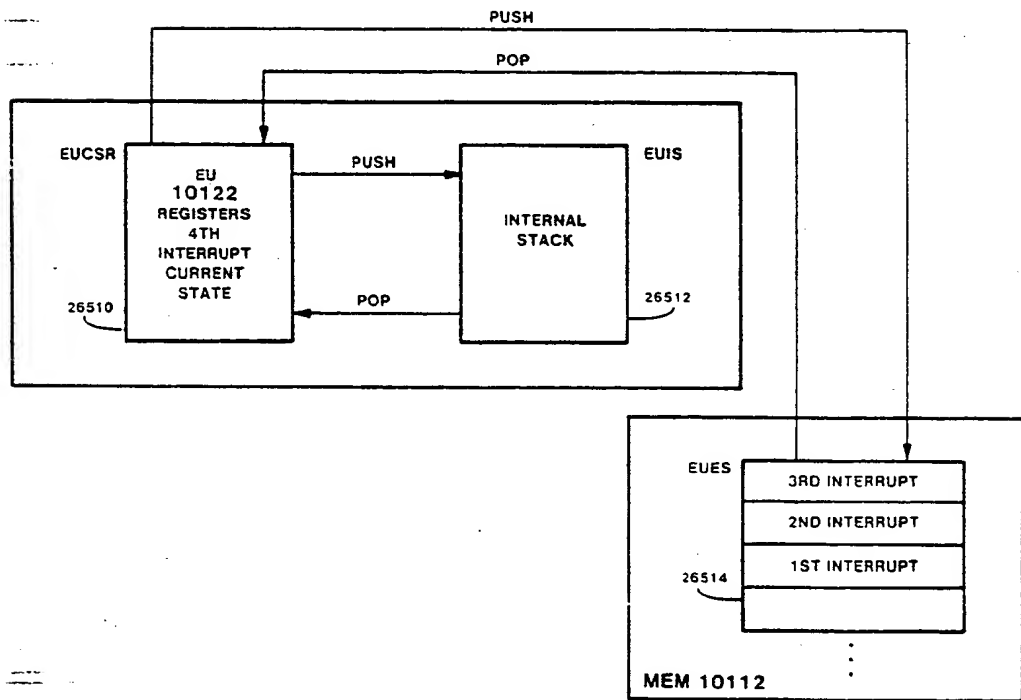 PUSH
POP
EUCSR
EU
10122
REGISTERS
4TH
INTERRUPT
CURRENT
STATE
26510
PUSH
POP
EUIS
INTERNAL
STACK
26512
EUES
3RD INTERRUPT
2ND INTERRUPT
1ST INTERRUPT
26514
MEM 10112